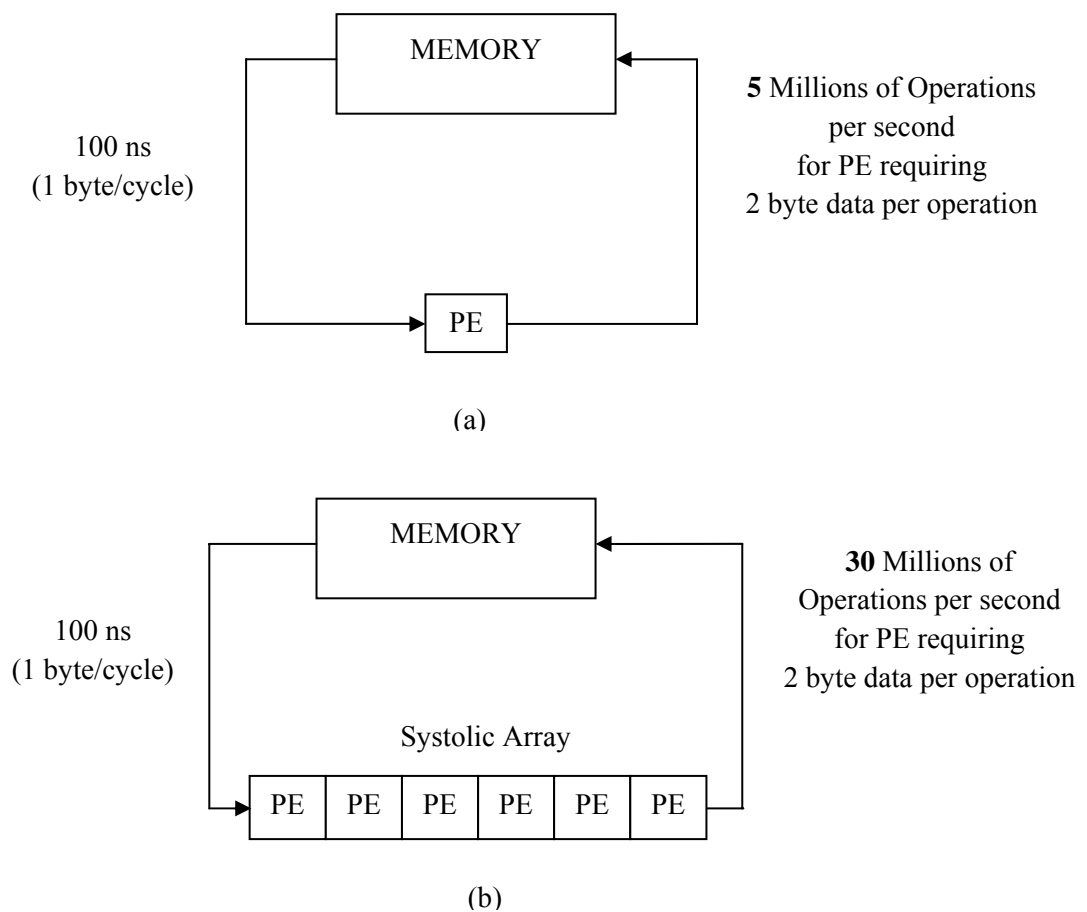 MEMORY
100 ns
(1 byte/cycle)
5 Millions of Operations
per second
for PE requiring
2 byte data per operation
PE
(a)
MEMORY
100 ns
(1 byte/cycle)
30 Millions of
Operations per second
for PE requiring
2 byte data per operation
Systolic Array
PE PE PE PE PE PE
(b)